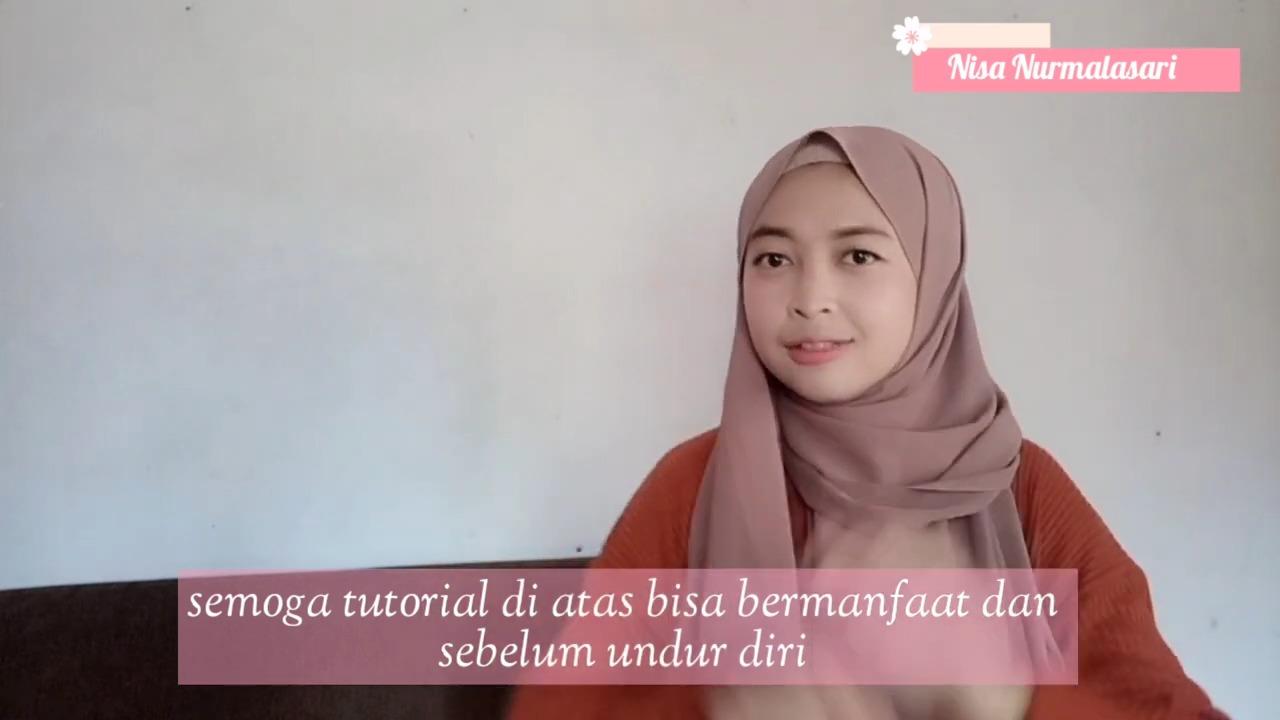 Nisa Nurmalasari
semoga tutorial di atas bisa bermanfaat dan
sebelum undur diri